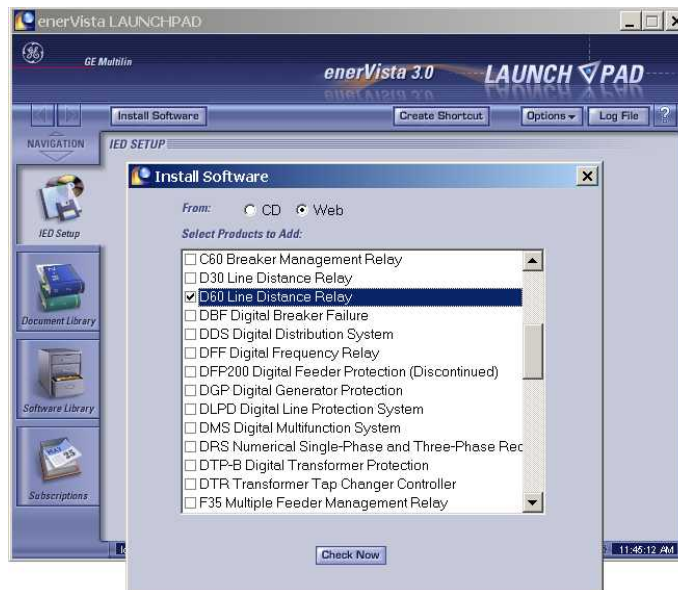 enerVista LAUNCHPAD
GE Multilin
enerVista 3.0
LAUNCH PAD
Install Software
Create Shortcut
Options
Log File
?
NAVIGATION
IED SETUP
Install Software
From: CD Web
Select Products to Add:
IED Setup
Document Library
Software Library
Subscriptions
C60 Breaker Management Relay
D30 Line Distance Relay
D60 Line Distance Relay
DBF Digital Breaker Failure
DDS Digital Distribution System
DFF Digital Frequency Relay
DFP200 Digital Feeder Protection (Discontinued)
DGP Digital Generator Protection
DLPD Digital Line Protection System
DMS Digital Multifunction System
DRS Numerical Single-Phase and Three-Phase Rec
DTP-B Digital Transformer Protection
DTR Transformer Tap Changer Controller
F35 Multiple Feeder Management Relay
Check Now
11:45:12 AM